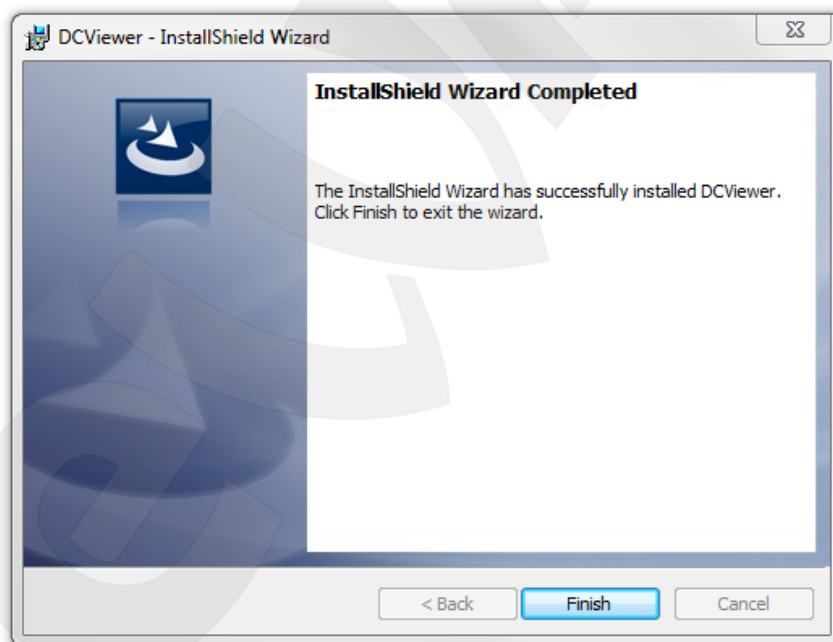 DCViewer - InstallShield Wizard
InstallShield Wizard Completed
The InstallShield Wizard has successfully installed DCViewer.
Click Finish to exit the wizard.
< Back
Finish
Cancel